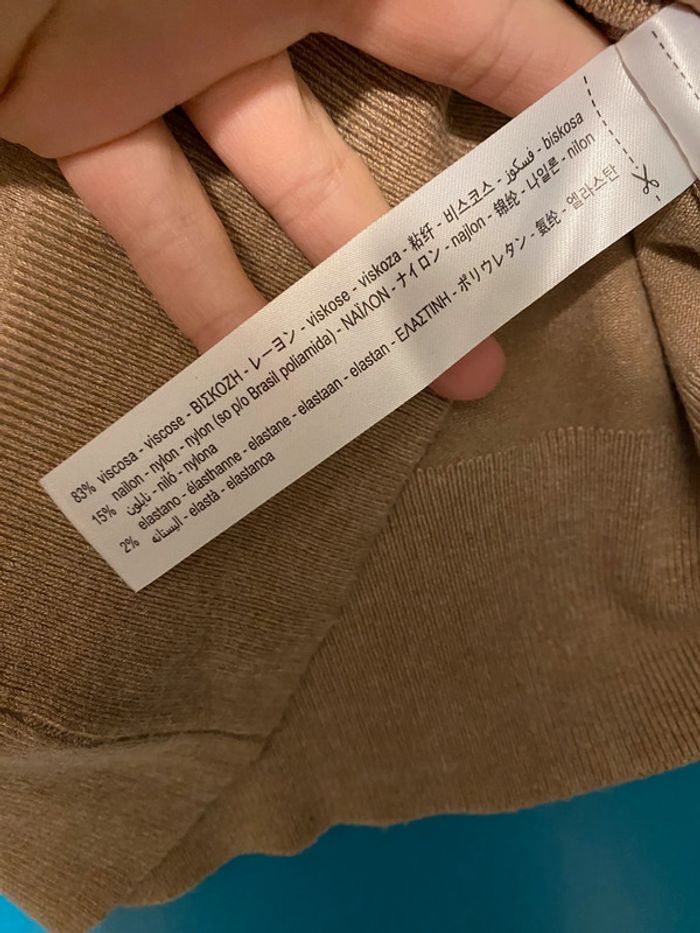 83% viscosa - viscose - ΒΙΣΚΟΖΗ - レーヨン - viskose - viskoza - 粘纤 - 비스코스 - فسكوز - biskosa
15% nailon - nylon - nylon (so p/o Brasil poliamida) - ΝΑΪΛΟΝ - ナイロン - najlon - 锦纶 - 나일론 - nilon
نايلون - niló - nylona
2% elastano - élasthanne - elastane - elastaan - elastan - ΕΛΑΣΤΙΝΗ - ポリウレタン - 氨纶 - 엘라스탄
اليستانه - elastà - elastanoa